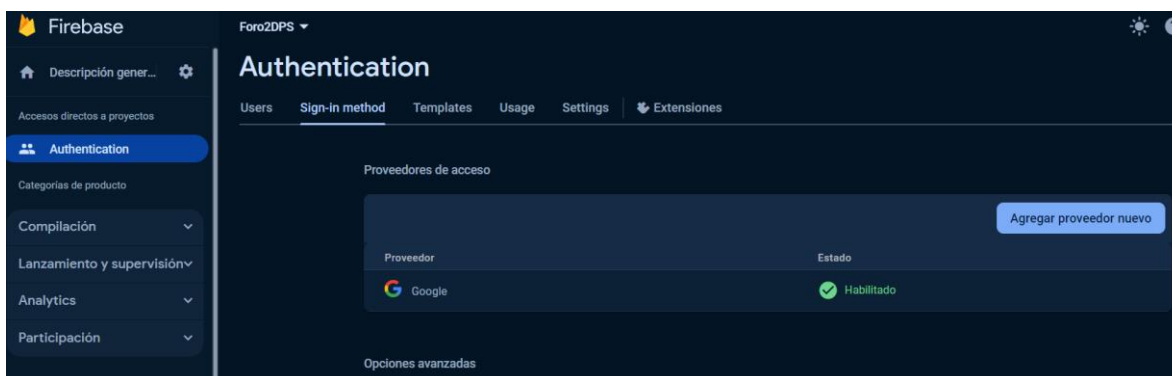 Firebase
Descripción gener...
Accesos directos a proyectos
Authentication
Categorías de producto
Compilación
Lanzamiento y supervisión
Analytics
Participación
Foro2DPS
Authentication
Users Sign-in method Templates Usage Settings Extensiones
Proveedores de acceso
Agregar proveedor nuevo
Proveedor Estado
Google Habilitado
Opciones avanzadas